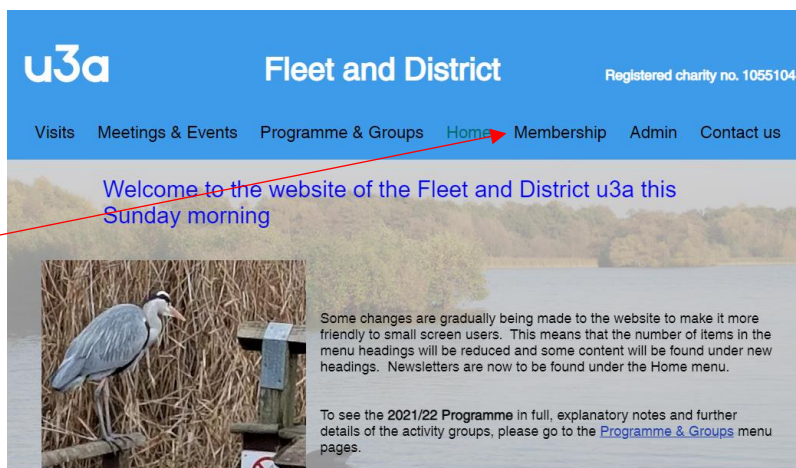 u3a
Fleet and District
Registered charity no. 1055104
Visits Meetings & Events Programme & Groups Home Membership Admin Contact us
Welcome to the website of the Fleet and District u3a this
Sunday morning
Some changes are gradually being made to the website to make it more
friendly to small screen users. This means that the number of items in the
menu headings will be reduced and some content will be found under new
headings. Newsletters are now to be found under the Home menu.
To see the 2021/22 Programme in full, explanatory notes and further
details of the activity groups, please go to the Programme & Groups menu
pages.